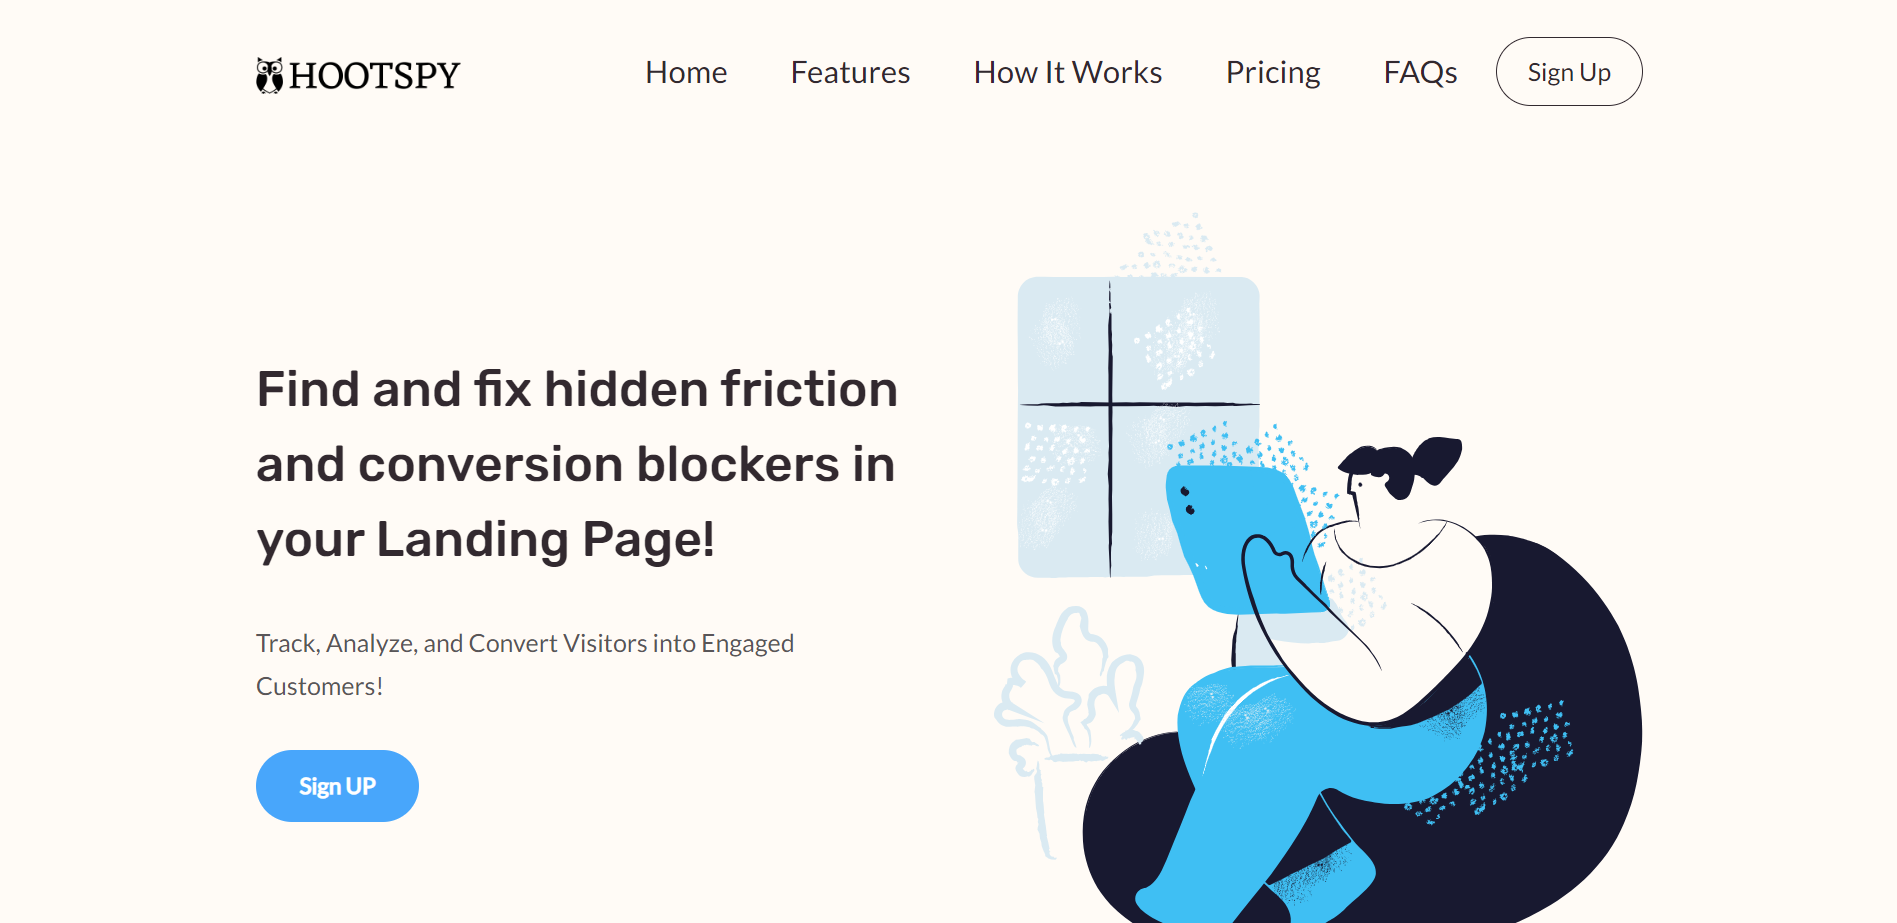 HOOTSPY
Home Features How It Works Pricing FAQs Sign Up
Find and fix hidden friction
and conversion blockers in
your Landing Page!
Track, Analyze, and Convert Visitors into Engaged
Customers!
Sign UP